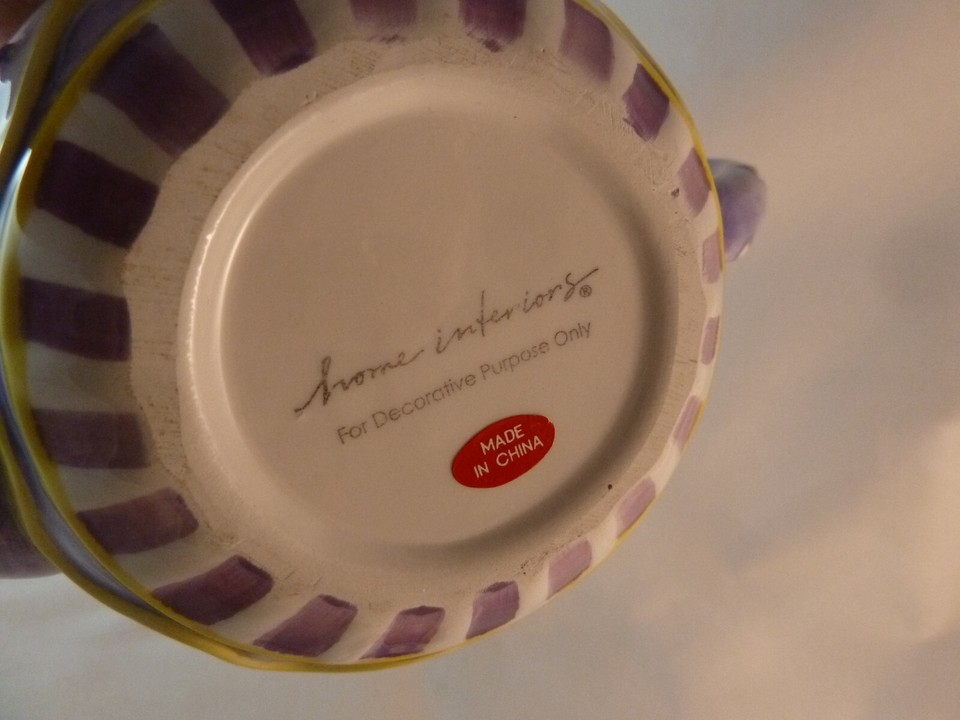 home interiors®
For Decorative Purpose Only
MADE
IN CHINA